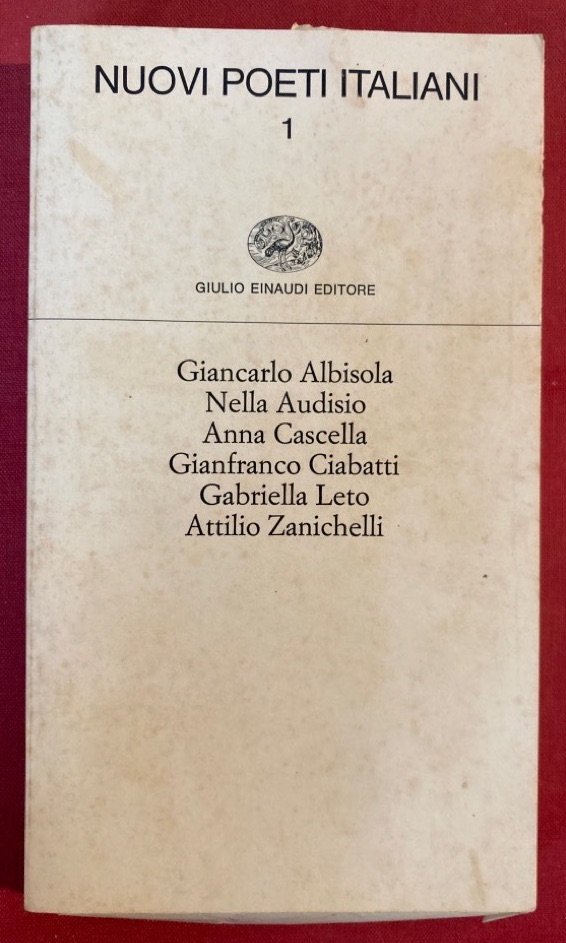 NUOVI POETI ITALIANI
1
GIULIO EINAUDI EDITORE
Giancarlo Albisola
Nella Audisio
Anna Cascella
Gianfranco Ciabatti
Gabriella Leto
Attilio Zanichelli